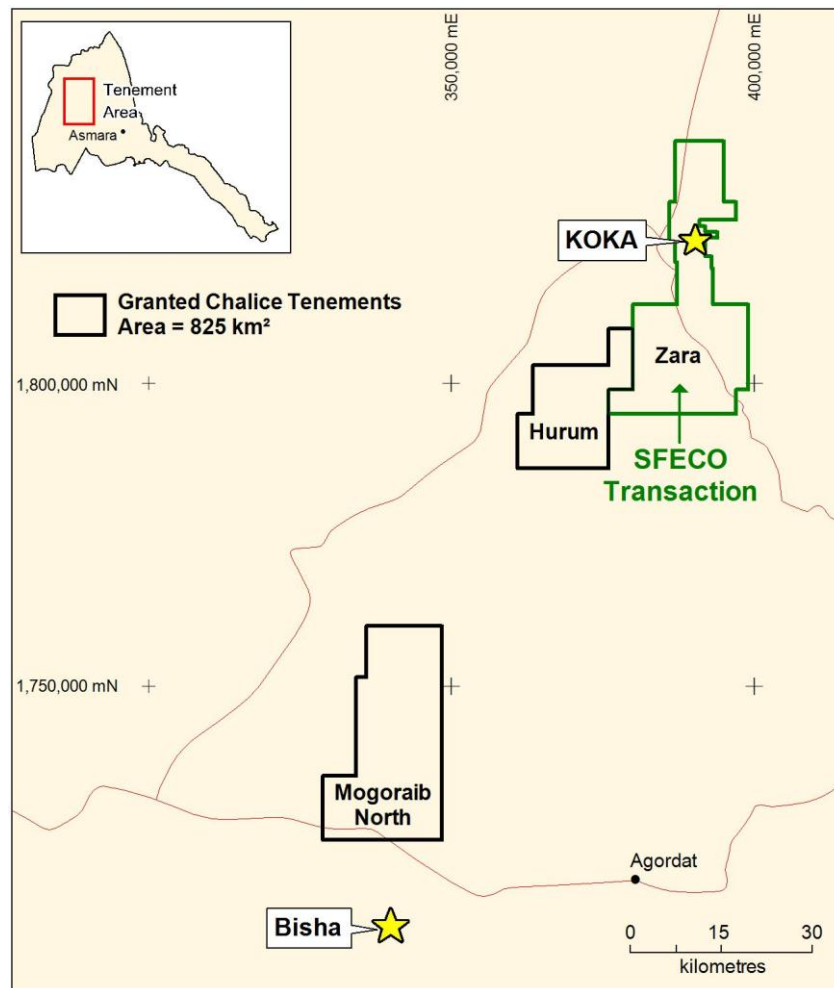 350,000 mE
400,000 mE
Tenement
Area
Asmara
KOKA
Granted Chalice Tenements
Area = 825 km²
Zara
1,800,000 mN
Hurum
SFECO
Transaction
1,750,000 mN
Mogoraib
North
Agordat
Bisha
0 15 30
kilometres